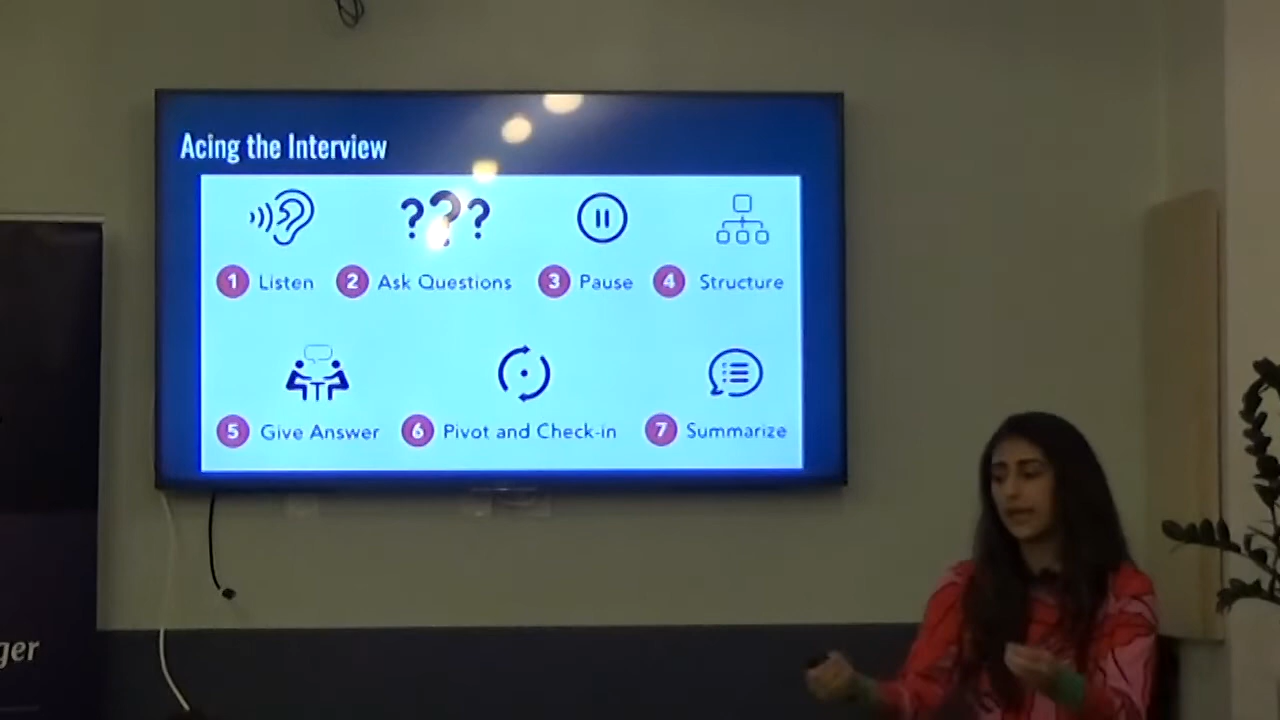 Acing the Interview
???
1 Listen 2 Ask Questions 3 Pause 4 Structure
5 Give Answer 6 Pivot and Check-in 7 Summarize
ger